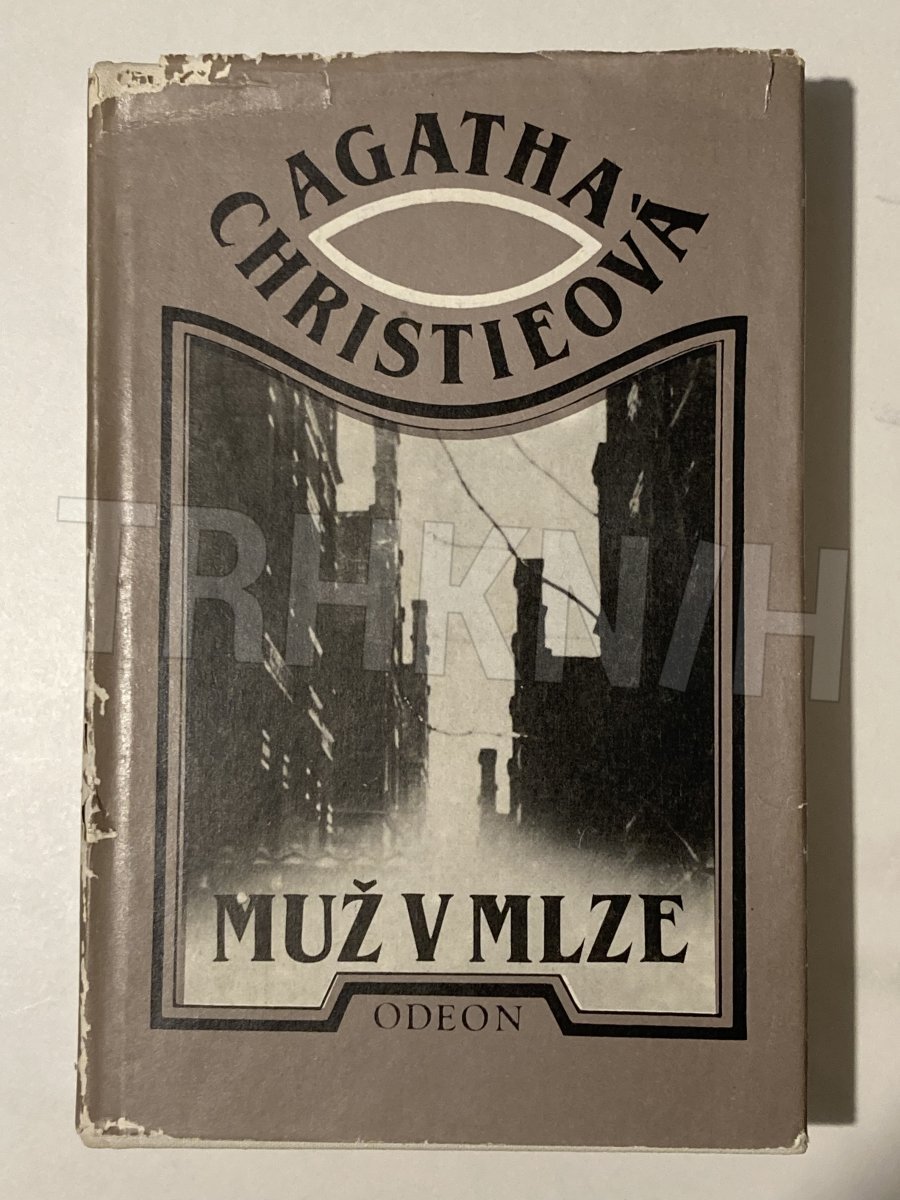 AGATHA
CHRISTIEOVÁ
TRHKNIH
MUŽ V MLZE
ODEON